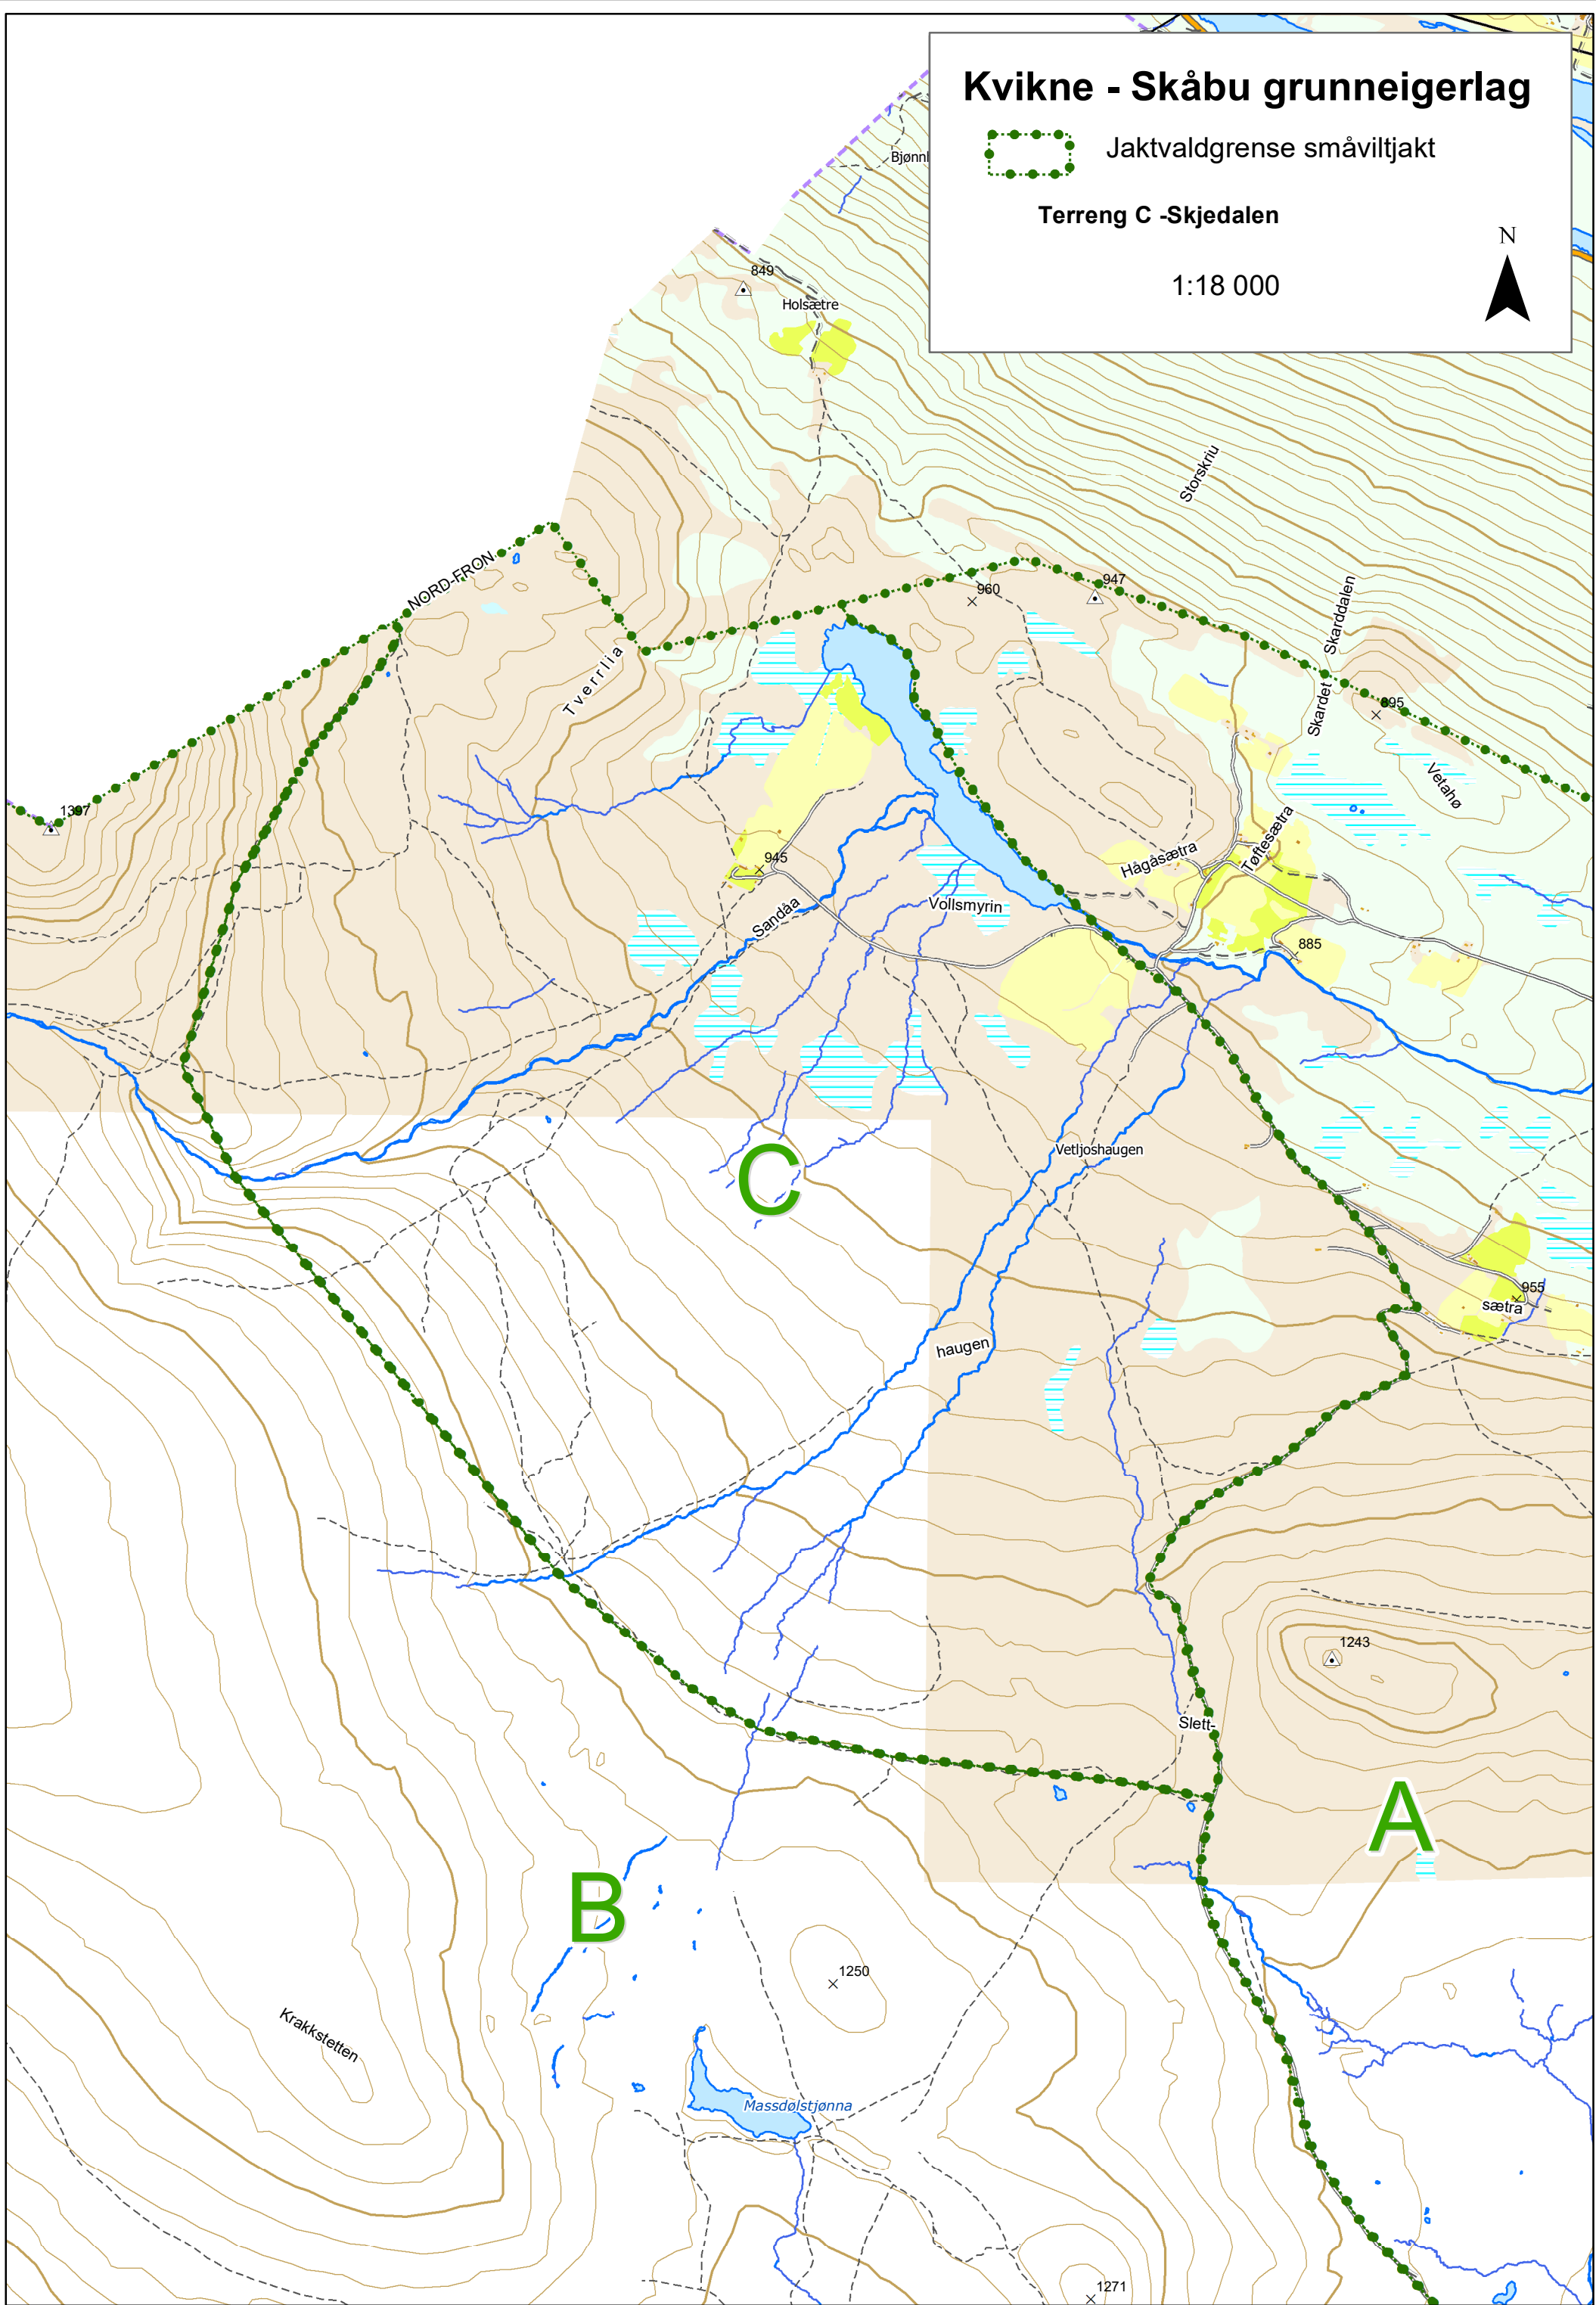 Kvikne - Skåbu grunneigerlag
Jaktvaldgrense småviltjakt
Terreng C -Skjedalen
N
1:18 000
Bjønnl
849
Holsætre
Storskriu
NORD-FRON
947
960
Skarddalen
Tverrlia
Skardet
895
Vetahø
1397
Tøftesætra
Hågåsætra
945
Vollsmyrin
Sandåa
885
Vetljoshaugen
C
955
sætra
haugen
1243
Slett-
A
B
1250
Krakkstetten
Massdølstjønna
1271